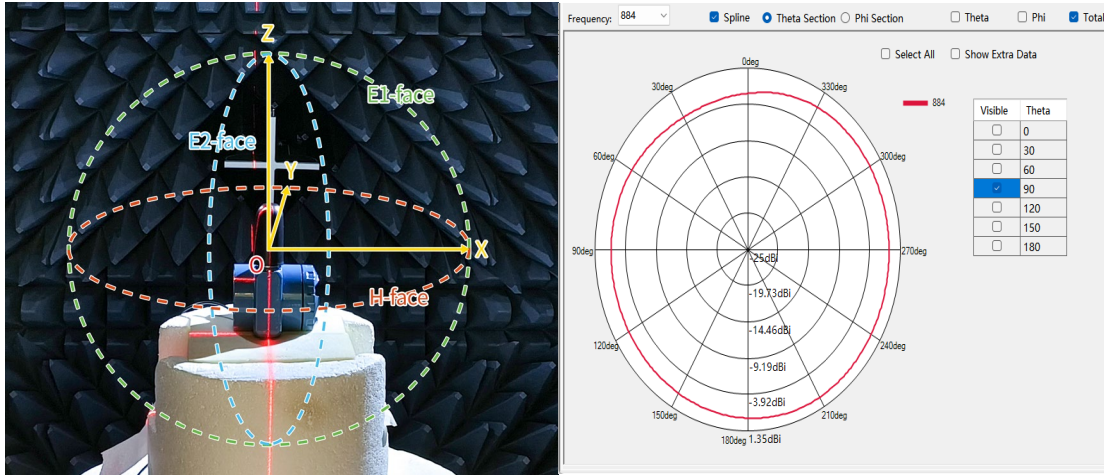 Z
E1-face
E2-face
Y
X
O
H-face
Frequency: 884 Spline Theta Section Phi Section Theta Phi Total
Select All Show Extra Data
0deg
30deg 330deg
884
60deg 300deg
90deg 270deg
120deg 240deg
150deg 210deg
180deg
-25dBi
-19.73dBi
-14.46dBi
-9.19dBi
-3.92dBi
1.35dBi
Visible Theta
0
30
60
90
120
150
180